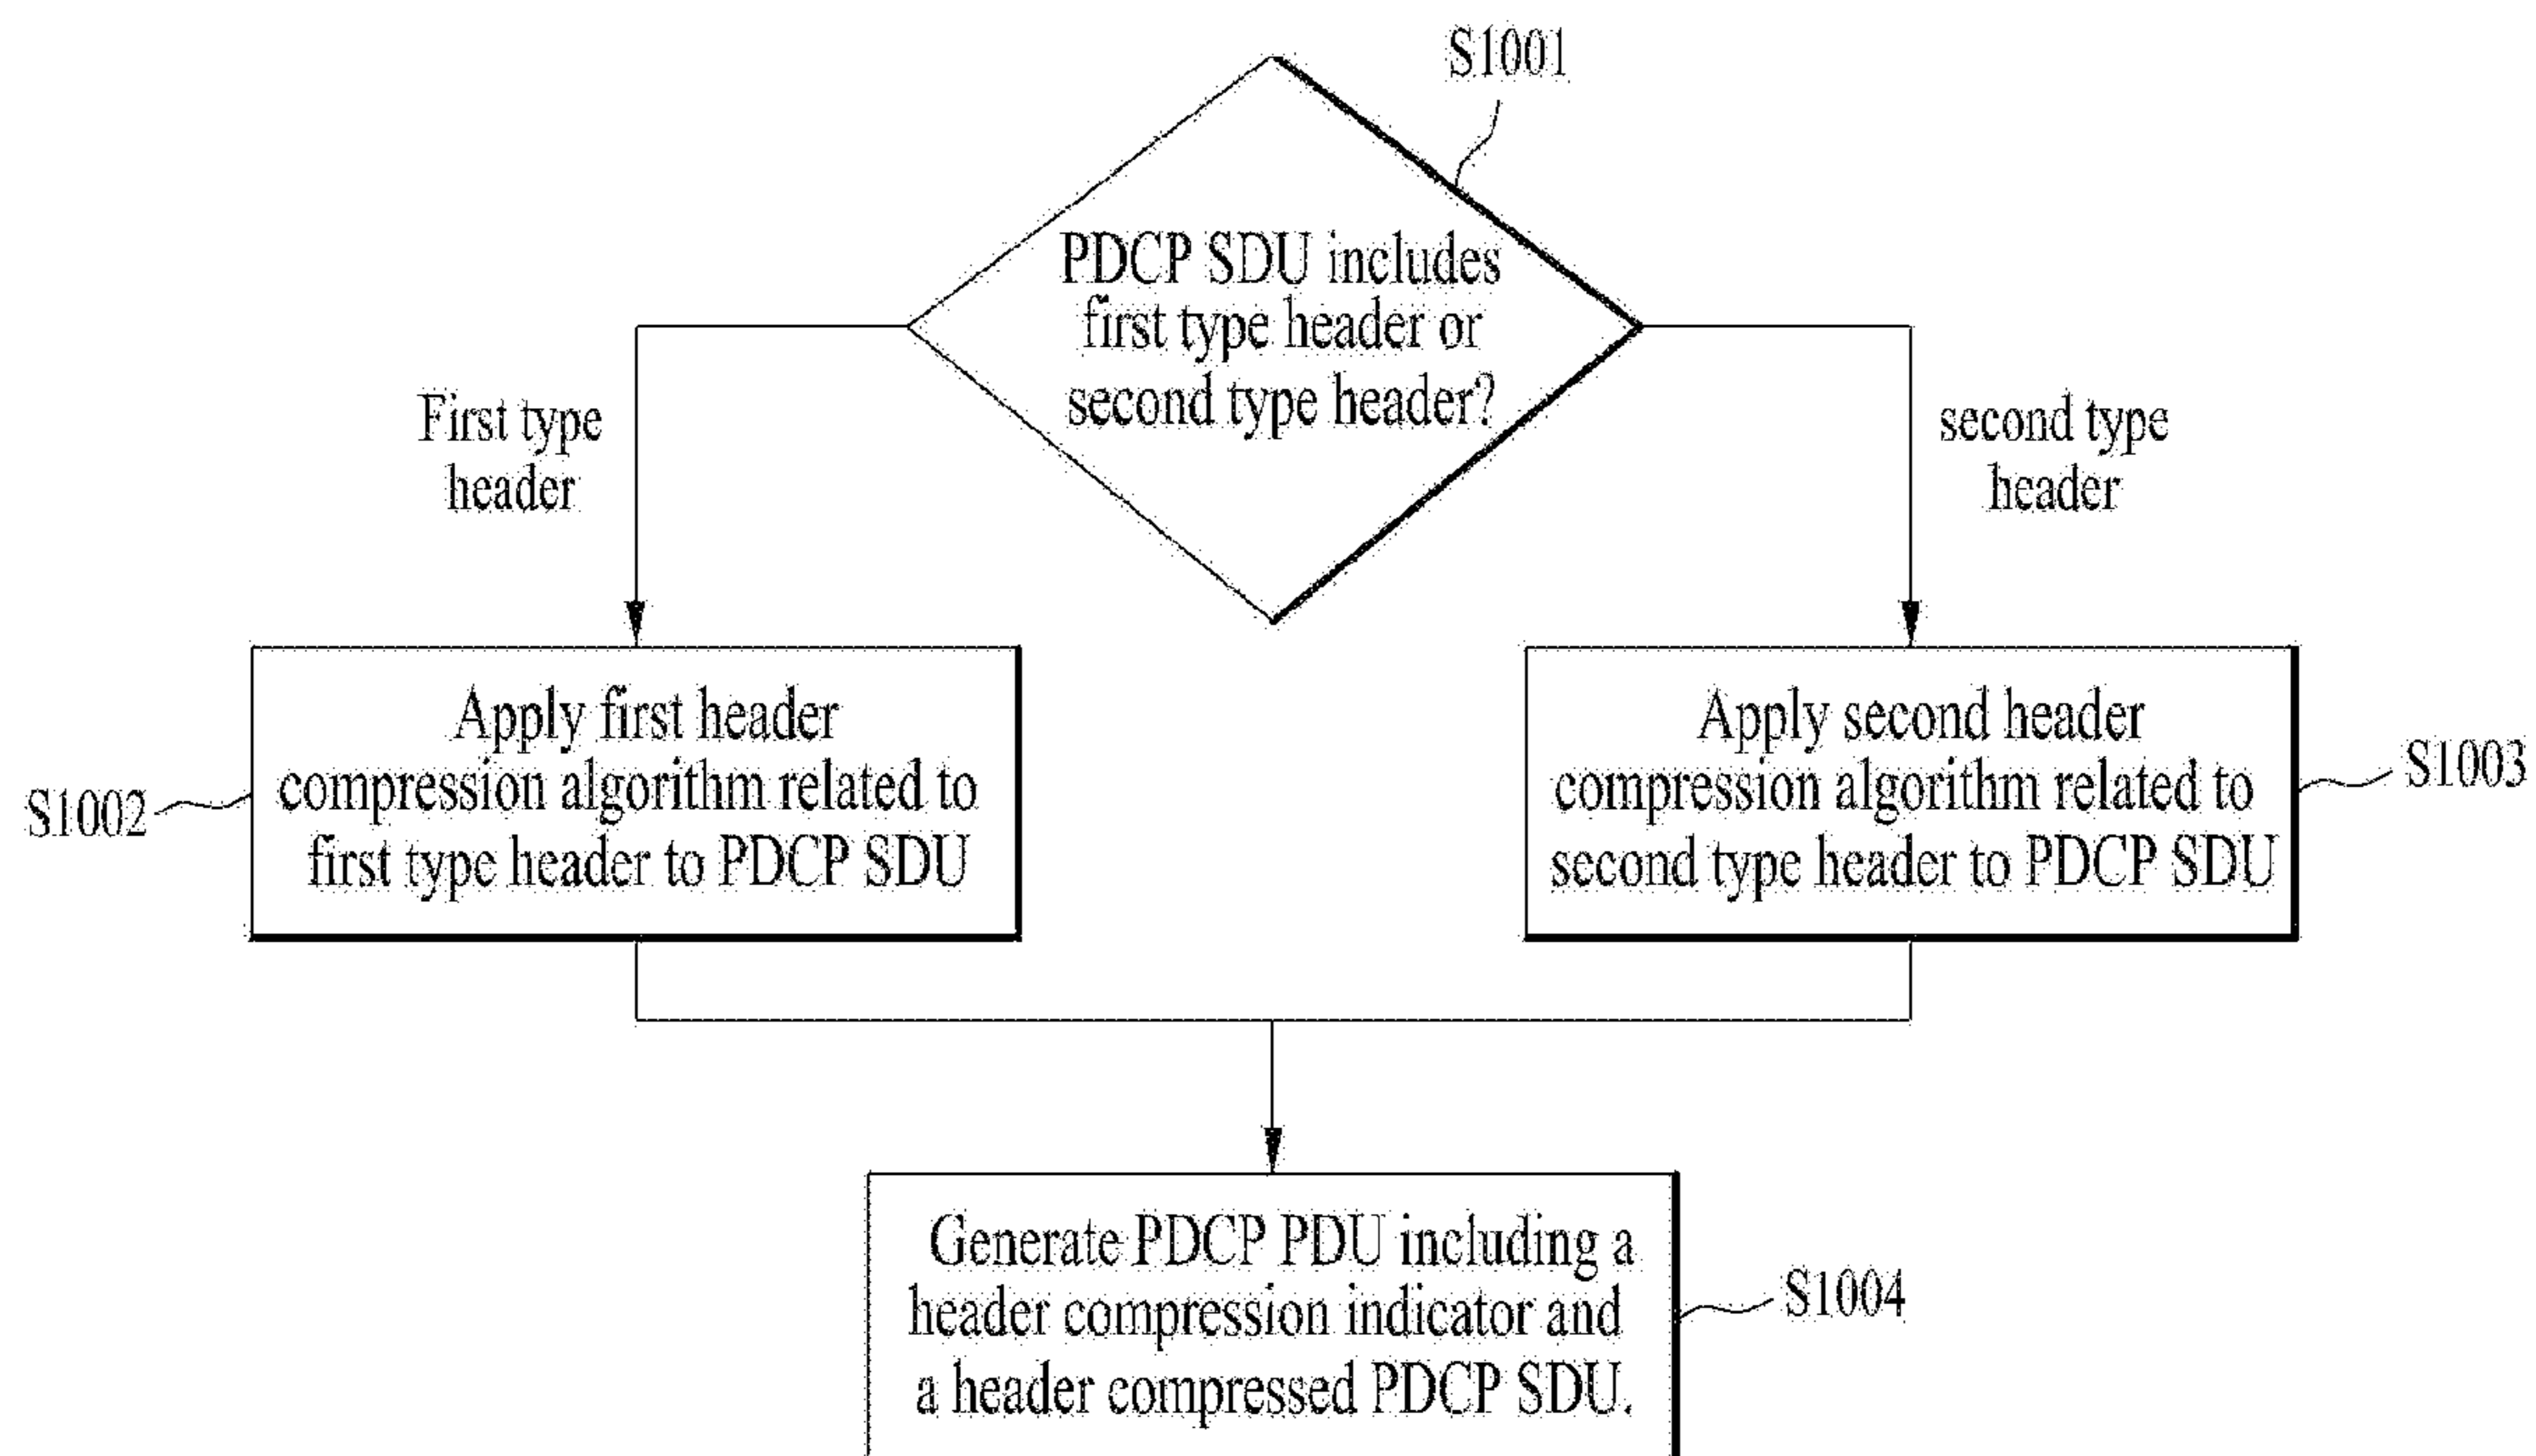 S1001
PDCP SDU includes
first type header or
second type header?
First type
header
second type
header
Apply first header
compression algorithm related to
first type header to PDCP SDU
S1002
Apply second header
compression algorithm related to
second type header to PDCP SDU
S1003
Generate PDCP PDU including a
header compression indicator and
a header compressed PDCP SDU.
S1004